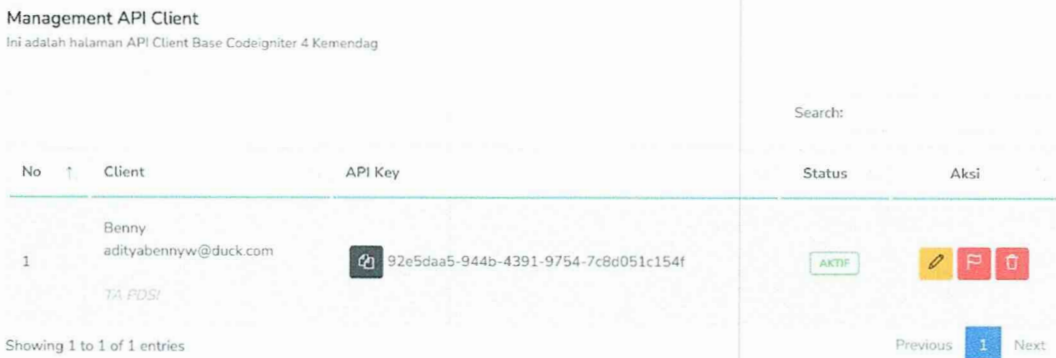 Management API Client
Ini adalah halaman API Client Base Codeigniter 4 Kemendag
Search:
No ↑ Client API Key Status Aksi
Benny
adityabennyw@duck.com
1 92e5daa5-944b-4391-9754-7c8d051c154f AKTIF
TA PDSI
Showing 1 to 1 of 1 entries
Previous 1 Next